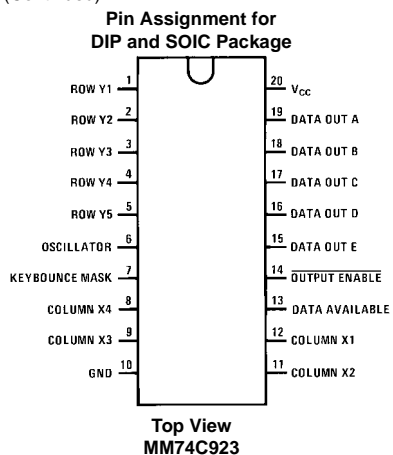 Pin Assignment for
DIP and SOIC Package
ROW Y1 1
ROW Y2 2
ROW Y3 3
ROW Y4 4
ROW Y5 5
OSCILLATOR 6
KEYBOUNCE MASK 7
COLUMN X4 8
COLUMN X3 9
GND 10
20 VCC
19 DATA OUT A
18 DATA OUT B
17 DATA OUT C
16 DATA OUT D
15 DATA OUT E
14 OUTPUT ENABLE
13 DATA AVAILABLE
12 COLUMN X1
11 COLUMN X2
Top View
MM74C923